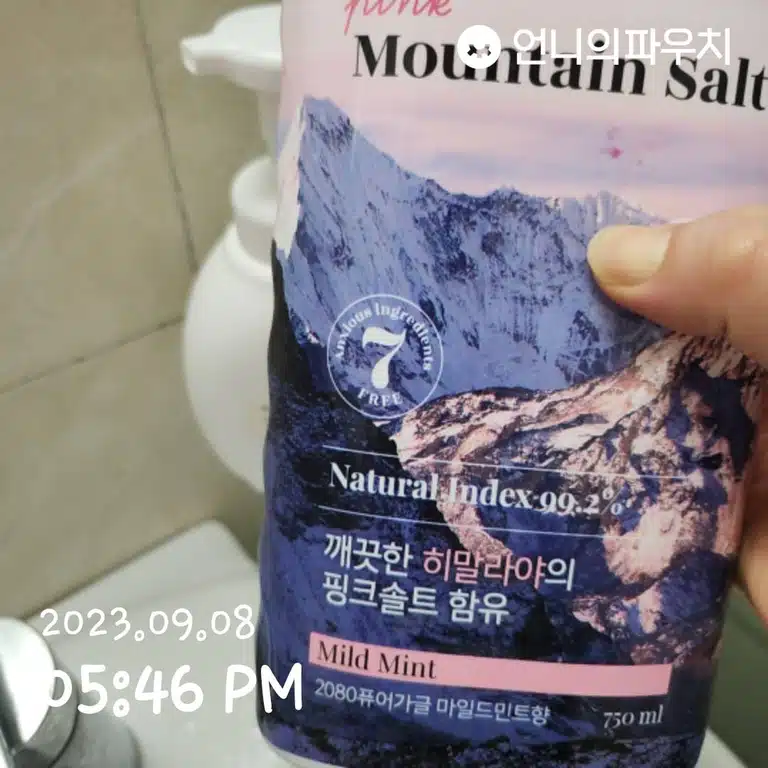 pink
언니의파우치
Mountain Salt
Anxious Ingredients
7
FREE
Natural Index 99.2%
깨끗한 히말라야의
핑크솔트 함유
Mild Mint
2080퓨어가글 마일드민트향
750 ml
2023.09.08
05:46 PM